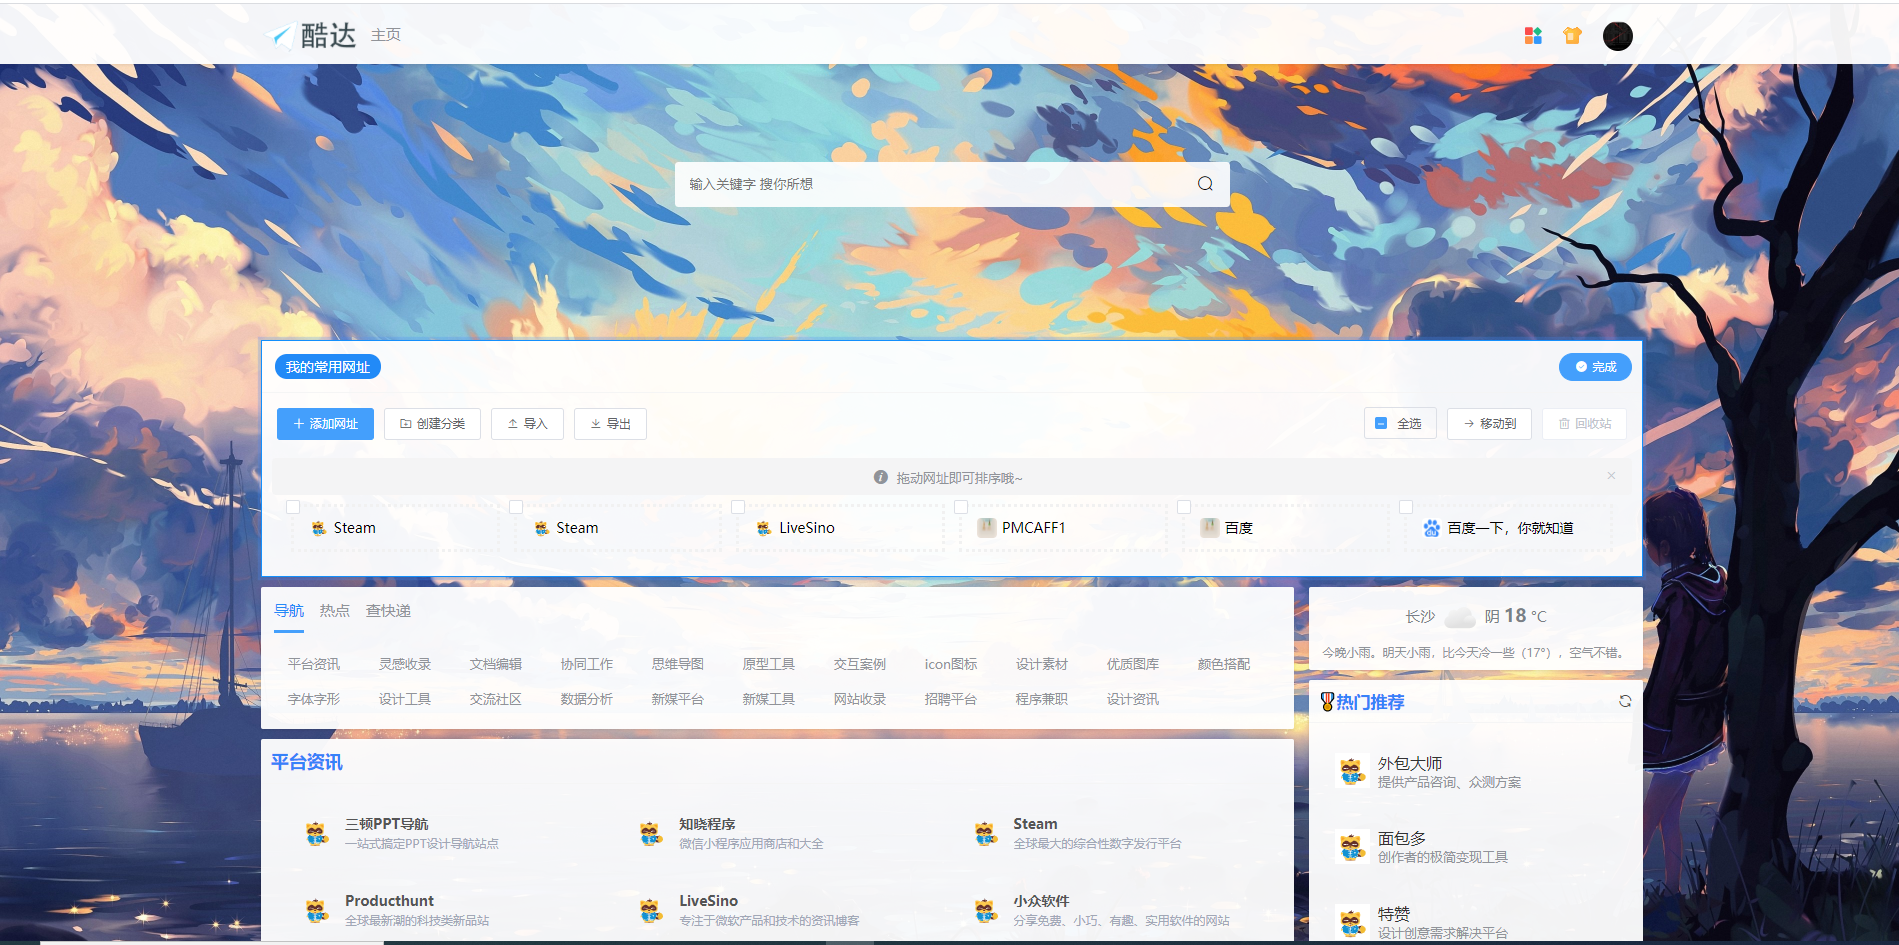 酷达 主页
输入关键字 搜你所想
我的常用网址 完成
添加网址 创建分类 导入 导出 全选 移动到 回收站
拖动网址即可排序哦~
Steam Steam LiveSino PMCAFF1 百度 百度一下，你就知道
导航 热点 查快递
平台资讯 灵感收录 文档编辑 协同工作 思维导图 原型工具 交互案例 icon图标 设计素材 优质图库 颜色搭配
字体字形 设计工具 交流社区 数据分析 新媒平台 新媒工具 网站收录 招聘平台 程序兼职 设计资讯
长沙 阴 18 °C
今晚小雨。明天小雨，比今天冷一些（17°），空气不错。
平台资讯
三顿PPT导航
一站式搞定PPT设计导航站点
知晓程序
微信小程序应用商店和大全
Steam
全球最大的综合性数字发行平台
Producthunt
全球最新潮的科技类新品站
LiveSino
专注于微软产品和技术的资讯博客
小众软件
分享免费、小巧、有趣、实用软件的网站
热门推荐
外包大师
提供产品咨询、众测方案
面包多
创作者的极简变现工具
特赞
设计创意需求解决平台